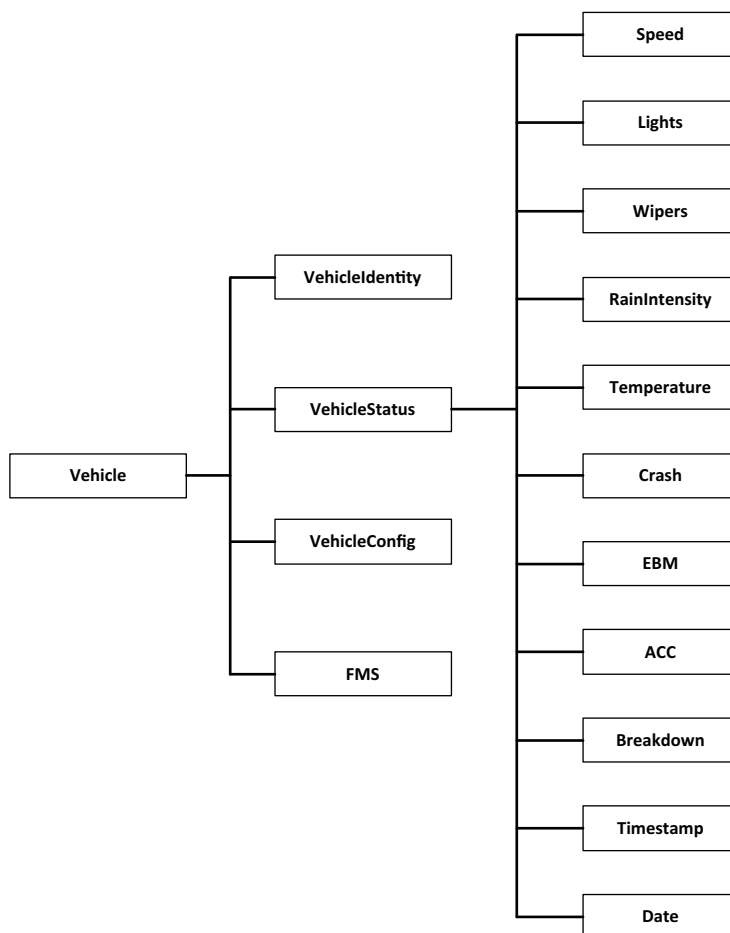 Vehicle
VehicleIdentity
VehicleStatus
VehicleConfig
FMS
Speed
Lights
Wipers
RainIntensity
Temperature
Crash
EBM
ACC
Breakdown
Timestamp
Date